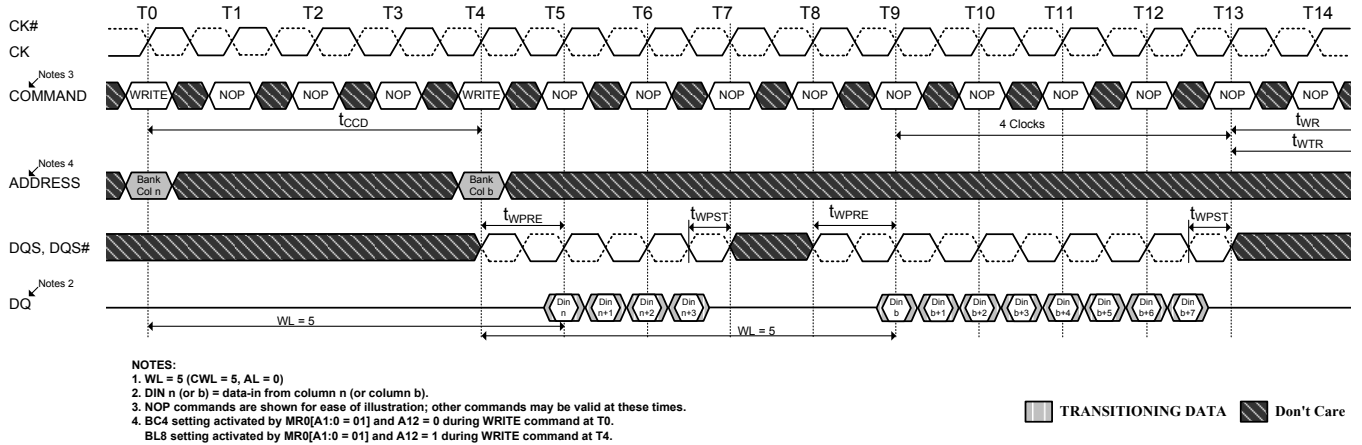 T0 T1 T2 T3 T4 T5 T6 T7 T8 T9 T10 T11 T12 T13 T14
CK#
CK
Notes 3
COMMAND
WRITE NOP NOP NOP WRITE NOP NOP NOP NOP NOP NOP NOP NOP NOP NOP
tCCD
4 Clocks
tWR
tWTR
Notes 4
ADDRESS
Bank Col n
Bank Col b
tWPRE
tWPST
tWPRE
tWPST
DQS, DQS#
Notes 2
DQ
Din n
Din n+1
Din n+2
Din n+3
Din b
Din b+1
Din b+2
Din b+3
Din b+4
Din b+5
Din b+6
Din b+7
WL = 5
WL = 5
NOTES:
1. WL = 5 (CWL = 5, AL = 0)
2. DIN n (or b) = data-in from column n (or column b).
3. NOP commands are shown for ease of illustration; other commands may be valid at these times.
4. BC4 setting activated by MR0[A1:0 = 01] and A12 = 0 during WRITE command at T0.
BL8 setting activated by MR0[A1:0 = 01] and A12 = 1 during WRITE command at T4.
TRANSITIONING DATA
Don't Care